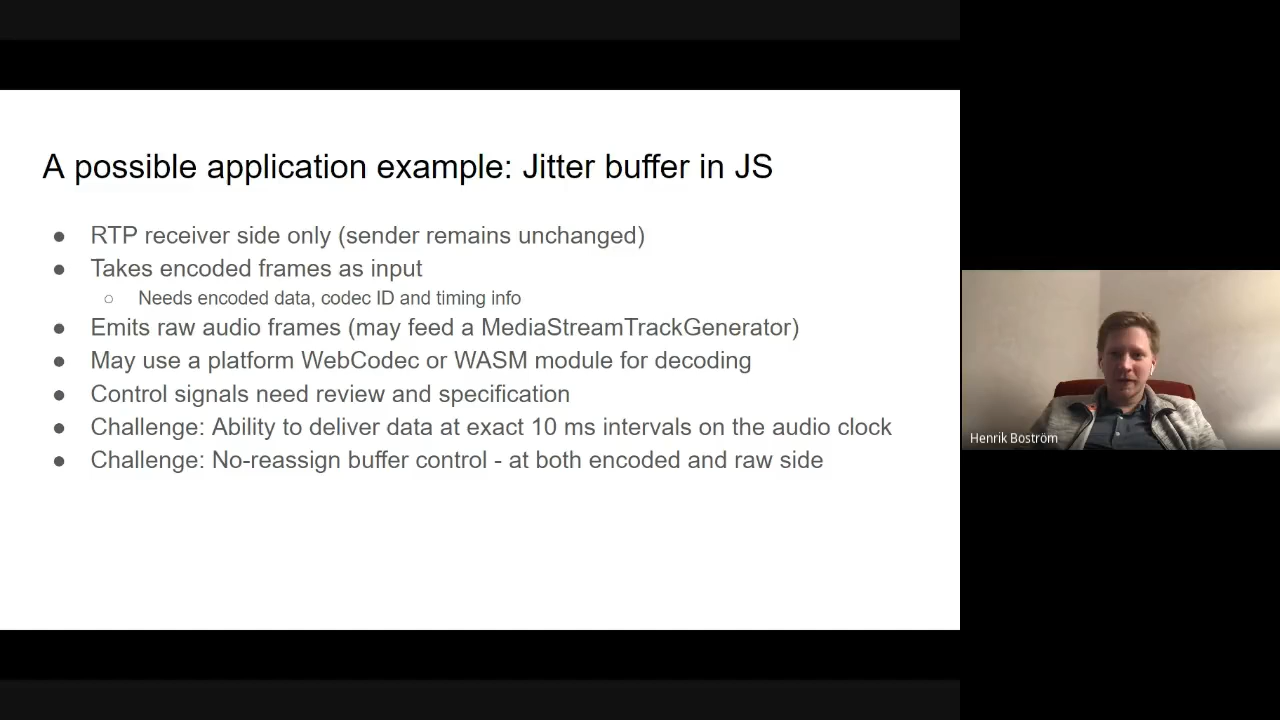 A possible application example: Jitter buffer in JS
● RTP receiver side only (sender remains unchanged)
● Takes encoded frames as input
○ Needs encoded data, codec ID and timing info
● Emits raw audio frames (may feed a MediaStreamTrackGenerator)
● May use a platform WebCodec or WASM module for decoding
● Control signals need review and specification
● Challenge: Ability to deliver data at exact 10 ms intervals on the audio clock
● Challenge: No-reassign buffer control - at both encoded and raw side
Henrik Boström